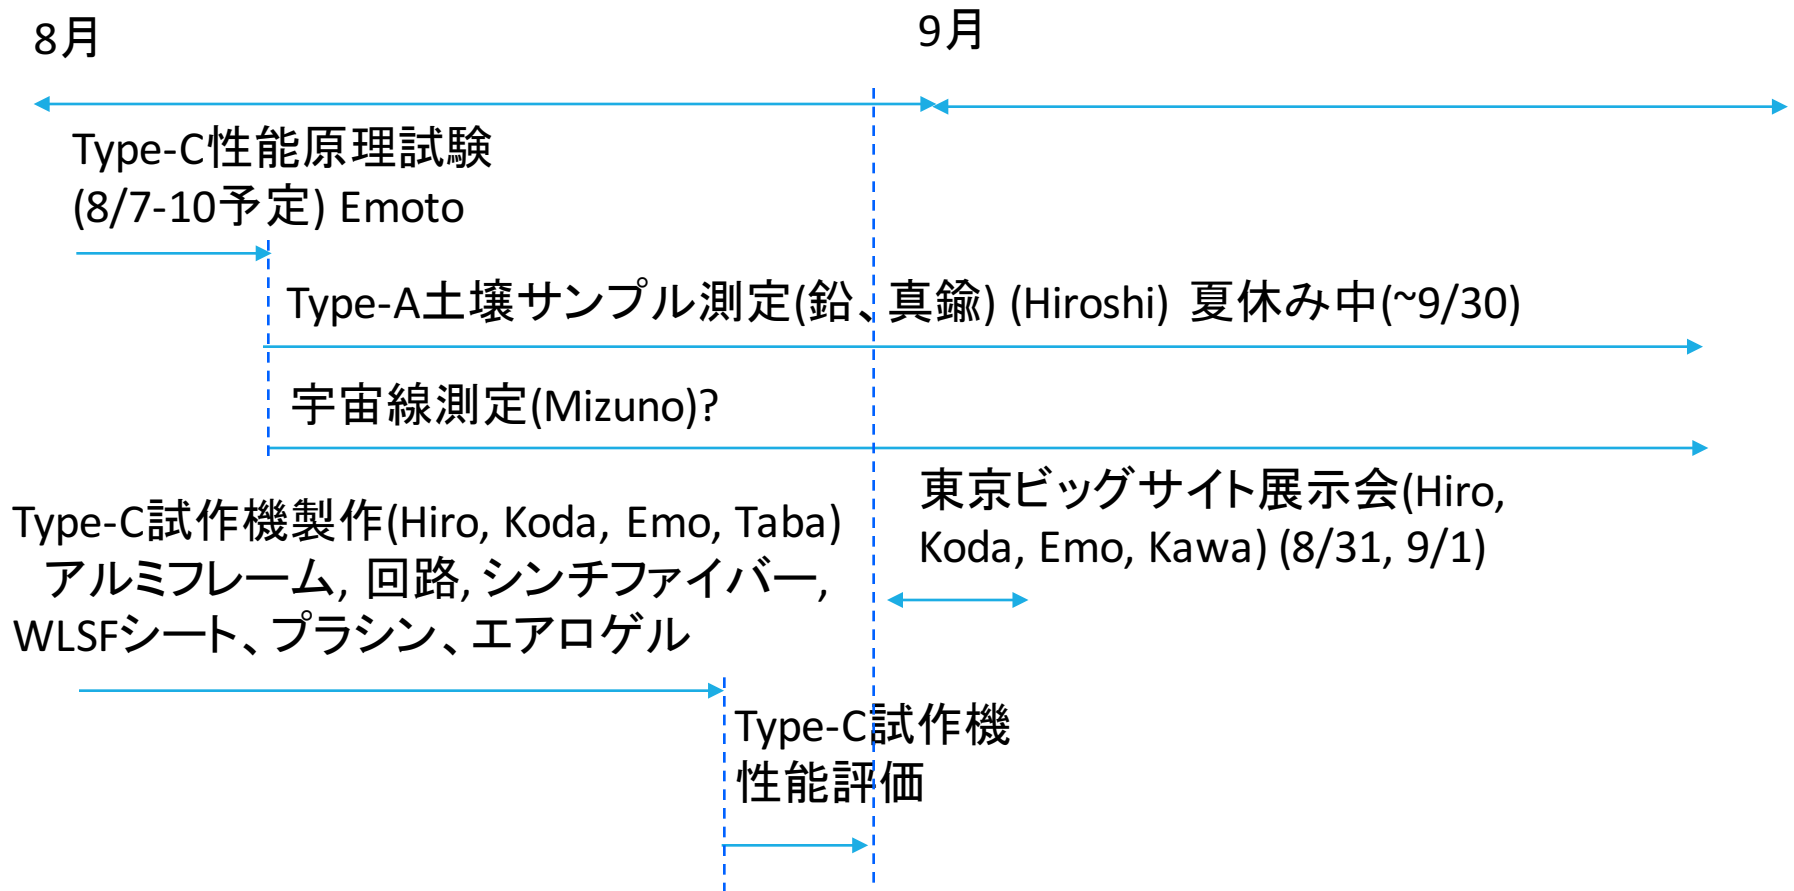 8月
9月
Type-C性能原理試験
(8/7-10予定) Emoto
Type-A土壌サンプル測定(鉛、真鍮) (Hiroshi) 夏休み中(~9/30)
宇宙線測定(Mizuno)?
東京ビッグサイト展示会(Hiro,
Koda, Emo, Kawa) (8/31, 9/1)
Type-C試作機製作(Hiro, Koda, Emo, Taba)
アルミフレーム, 回路, シンチファイバー,
WLSFシート、プラシン、エアロゲル
Type-C試作機
性能評価